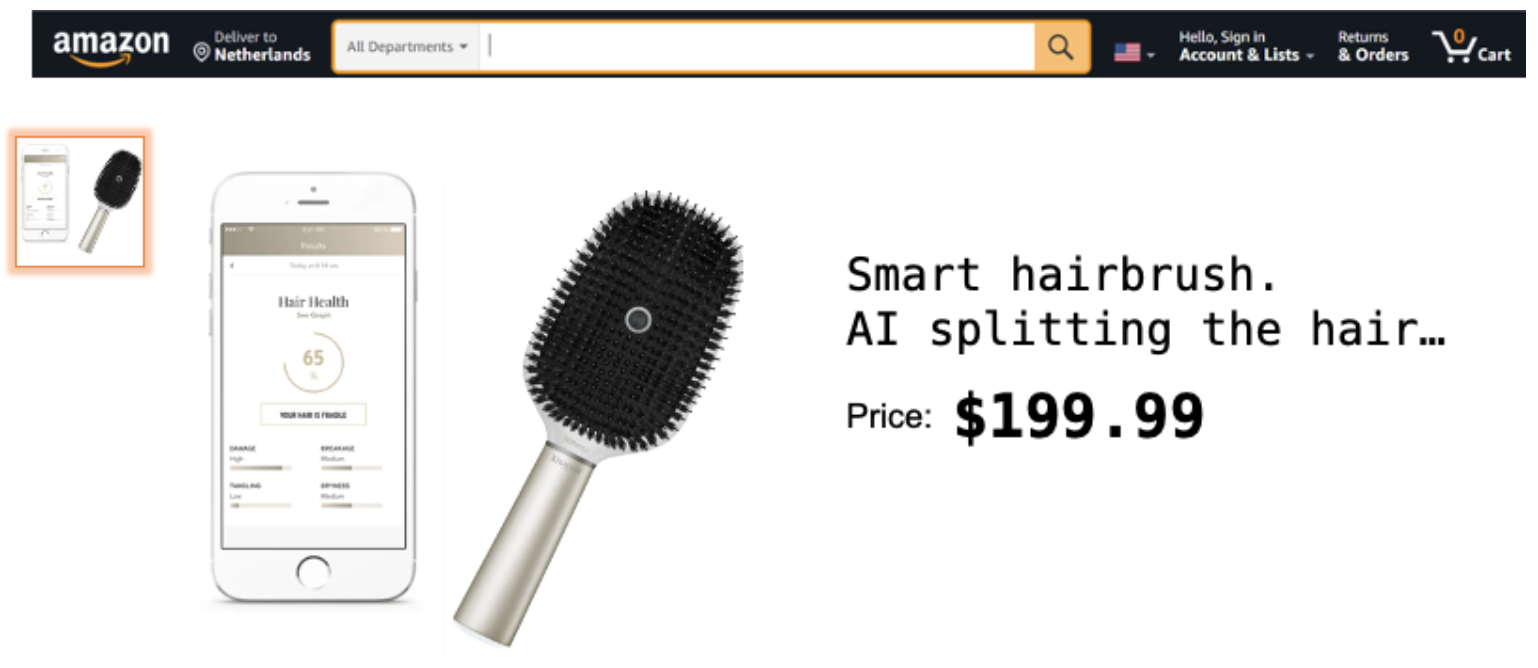 amazon
Deliver to
Netherlands
All Departments
Hello, Sign in
Account & Lists
Returns
& Orders
0
Cart
Results
Today at 8:14 am
Hair Health
See Graph
65
%
YOUR HAIR IS FRAGILE
DAMAGE
High
BREAKAGE
Medium
TANGLING
Low
DRYNESS
Medium
Smart hairbrush.
AI splitting the hair…
Price: $199.99